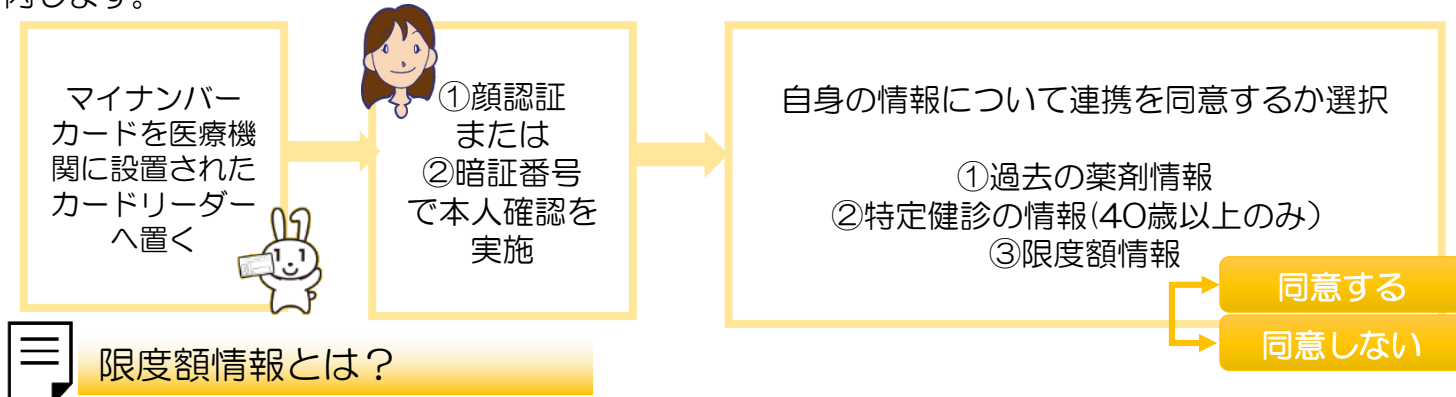 内します。
マイナンバー
カードを医療機
関に設置された
カードリーダー
へ置く
①顔認証
または
②暗証番号
で本人確認を
実施
自身の情報について連携を同意するか選択
①過去の薬剤情報
②特定健診の情報(40歳以上のみ)
③限度額情報
同意する
同意しない
限度額情報とは?